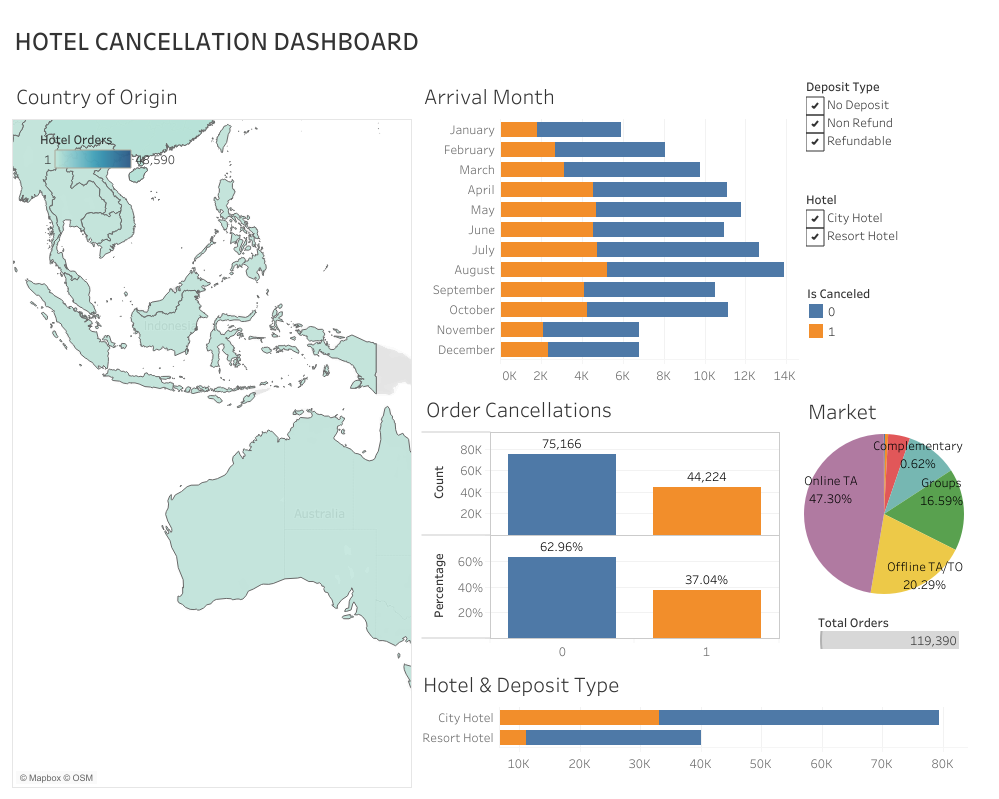 HOTEL CANCELLATION DASHBOARD
Country of Origin
Hotel Orders
1 48,590
Indonesia
Australia
© Mapbox © OSM
Arrival Month
January
February
March
April
May
June
July
August
September
October
November
December
0K 2K 4K 6K 8K 10K 12K 14K
Deposit Type
No Deposit
Non Refund
Refundable
Hotel
City Hotel
Resort Hotel
Is Canceled
0
1
Order Cancellations
Count
80K
60K
40K
20K
75,166
44,224
Percentage
60%
40%
20%
62.96%
37.04%
0 1
Market
Complementary
0.62%
Online TA
47.30%
Groups
16.59%
Offline TA/TO
20.29%
Total Orders
119,390
Hotel & Deposit Type
City Hotel
Resort Hotel
10K 20K 30K 40K 50K 60K 70K 80K